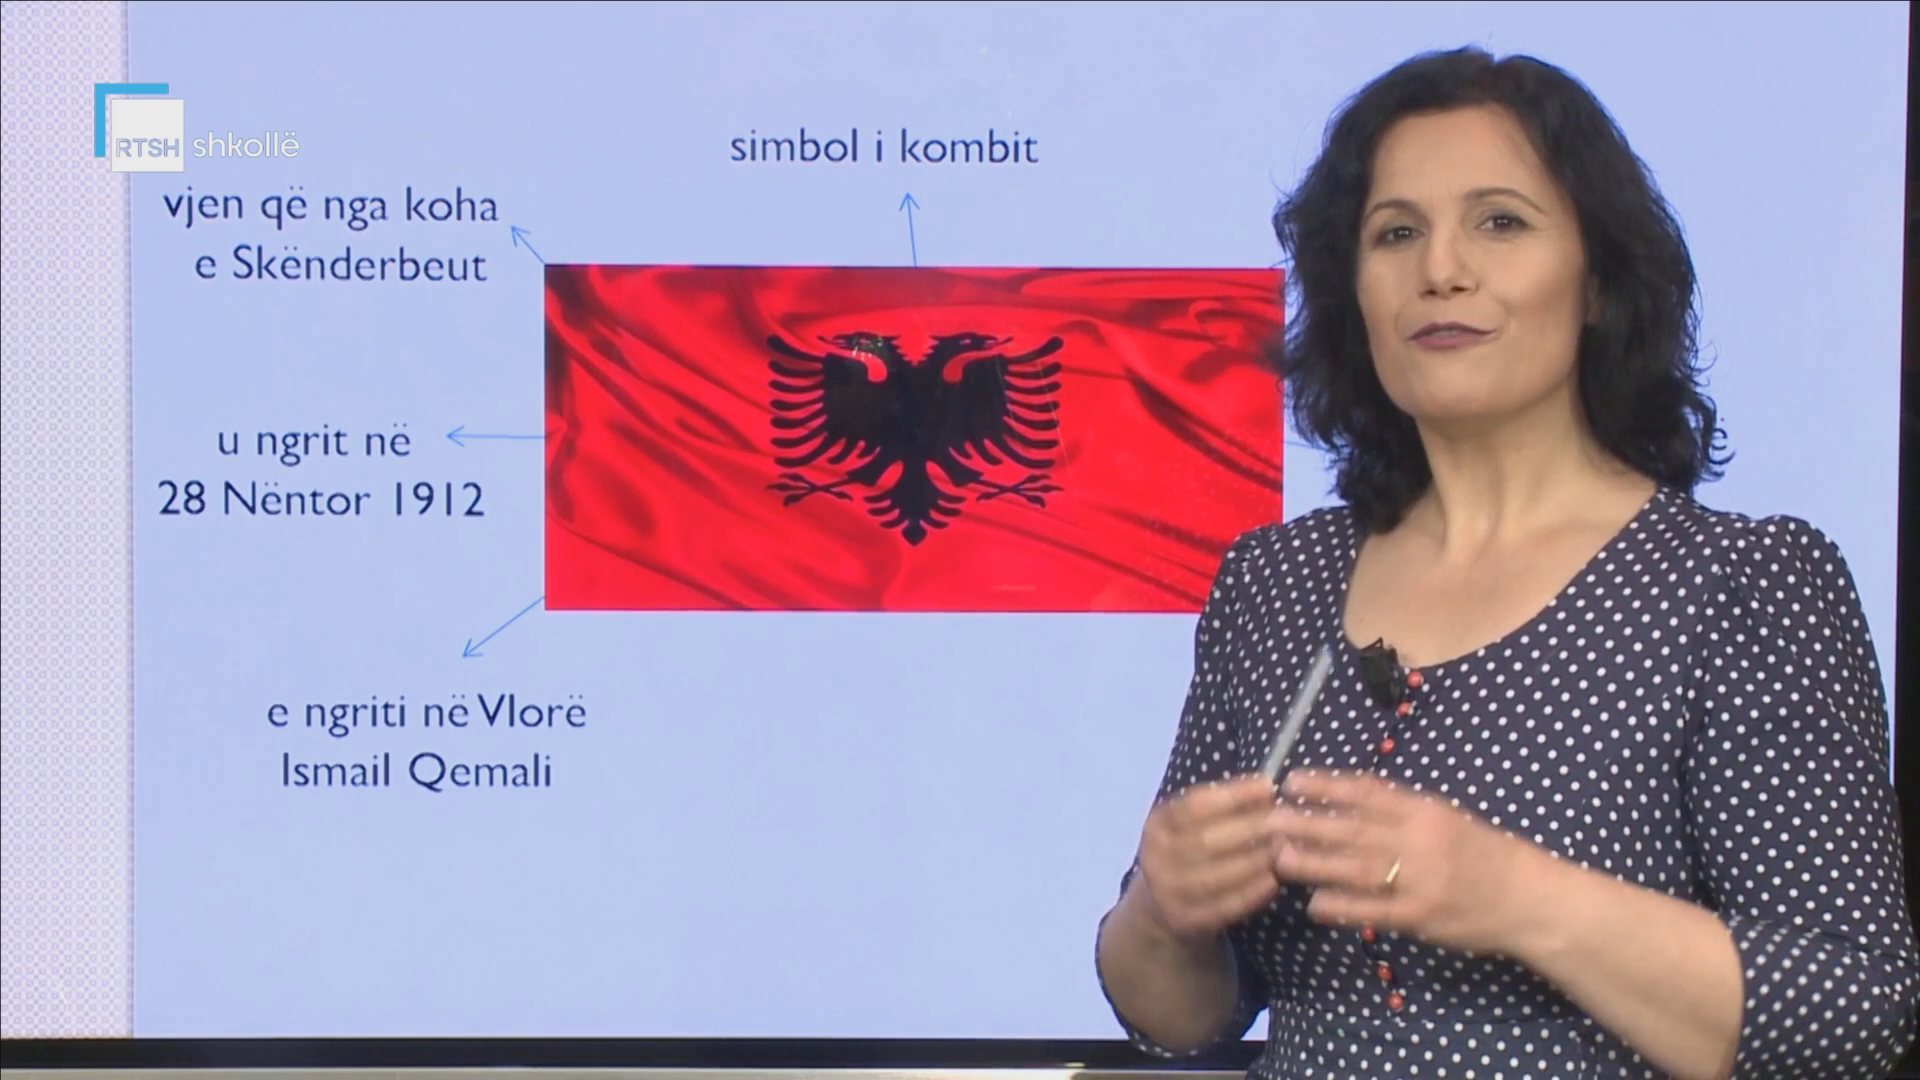 RTSH shkollë
simbol i kombit
vjen që nga koha
e Skënderbeut
u ngrit në
28 Nëntor 1912
e ngriti në Vlorë
Ismail Qemali